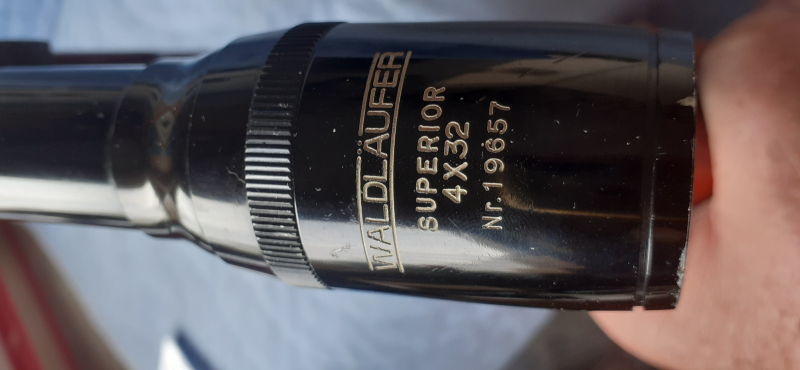 WALDLÄUFER
SUPERIOR
4X32
Nr.19657